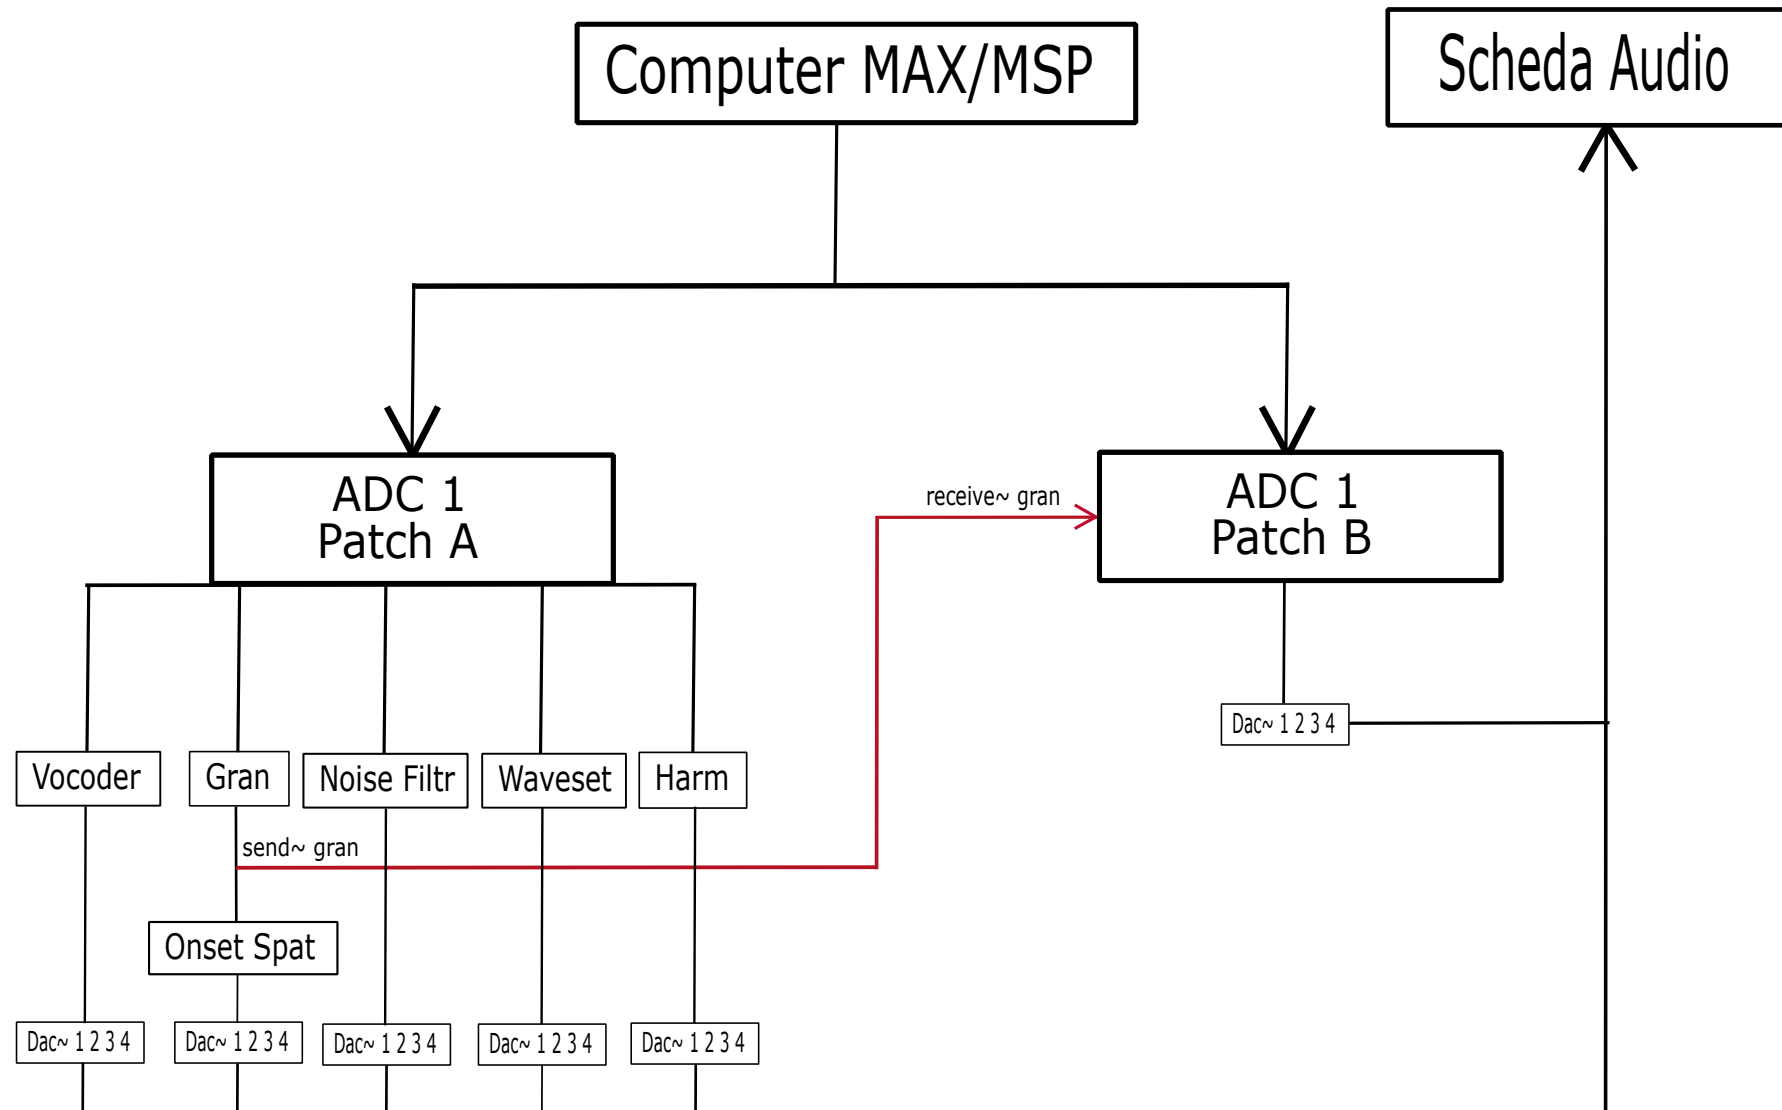 Computer MAX/MSP
Scheda Audio
ADC 1
Patch A
receive~ gran
ADC 1
Patch B
Dac~ 1 2 3 4
Vocoder
Gran
Noise Filtr
Waveset
Harm
send~ gran
Onset Spat
Dac~ 1 2 3 4
Dac~ 1 2 3 4
Dac~ 1 2 3 4
Dac~ 1 2 3 4
Dac~ 1 2 3 4